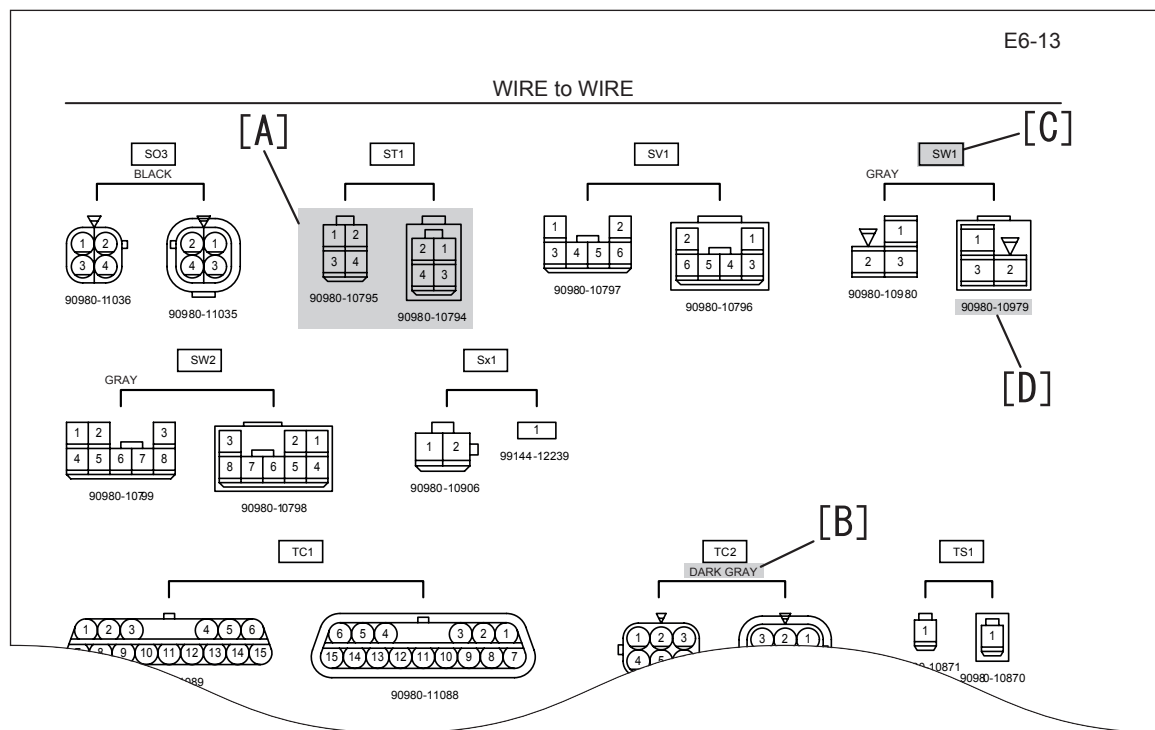 E6-13
WIRE to WIRE
[A]
[C]
SO3
BLACK
ST1
SV1
SW1
GRAY
1 2
3 4
90980-11036
2 1
4 3
90980-11035
1 2
3 4
90980-10795
2 1
4 3
90980-10794
1 2
3 4 5 6
90980-10797
2 1
6 5 4 3
90980-10796
1
2 3
90980-10980
1
3 2
90980-10979
[D]
SW2
GRAY
Sx1
1 2 3
4 5 6 7 8
90980-10799
3 2 1
8 7 6 5 4
90980-10798
1 2
90980-10906
1
99144-12239
[B]
TC1
TC2
DARK GRAY
TS1
1 2 3 4 5 6
8 9 10 11 12 13 14 15
089
6 5 4 3 2 1
15 14 13 12 11 10 9 8 7
90980-11088
1 2 3
4 5
3 2 1
1
-10871
1
90980-10870